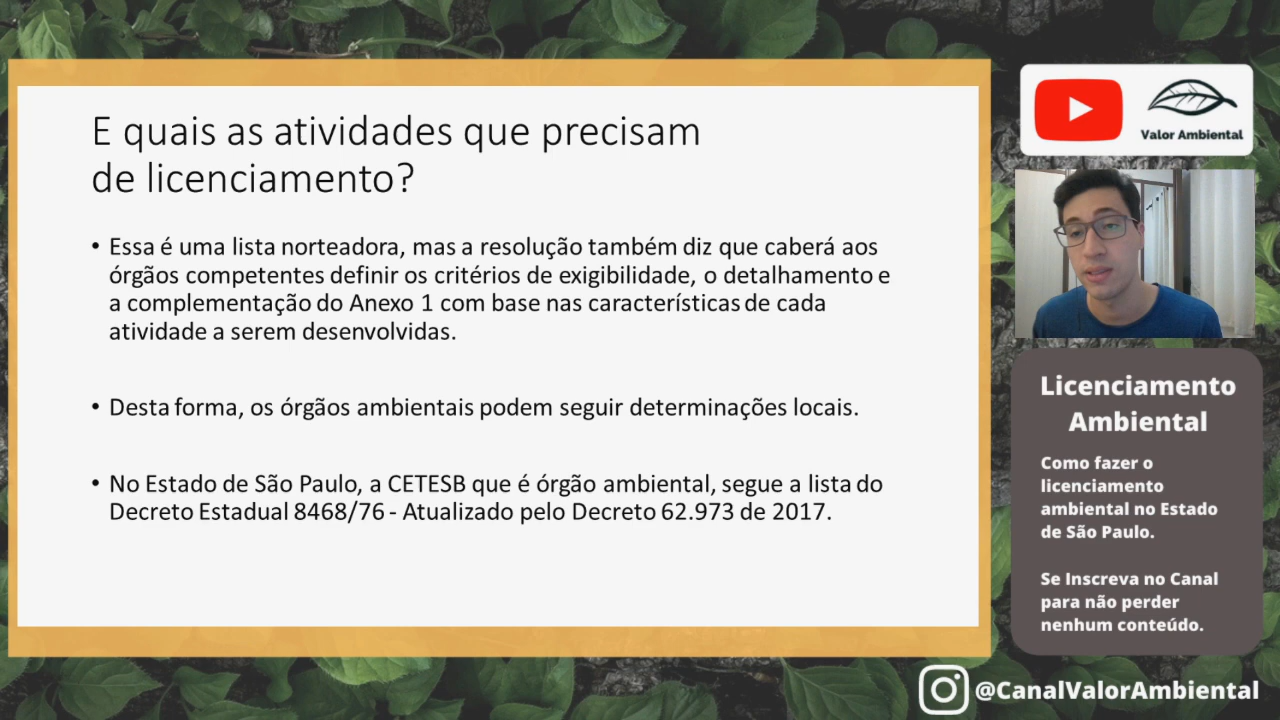 E quais as atividades que precisam
de licenciamento?
• Essa é uma lista norteadora, mas a resolução também diz que caberá aos
órgãos competentes definir os critérios de exigibilidade, o detalhamento e
a complementação do Anexo 1 com base nas características de cada
atividade a serem desenvolvidas.
• Desta forma, os órgãos ambientais podem seguir determinações locais.
• No Estado de São Paulo, a CETESB que é órgão ambiental, segue a lista do
Decreto Estadual 8468/76 - Atualizado pelo Decreto 62.973 de 2017.
Valor Ambiental
Licenciamento
Ambiental
Como fazer o
licenciamento
ambiental no Estado
de São Paulo.
Se Inscreva no Canal
para não perder
nenhum conteúdo.
@CanalValorAmbiental